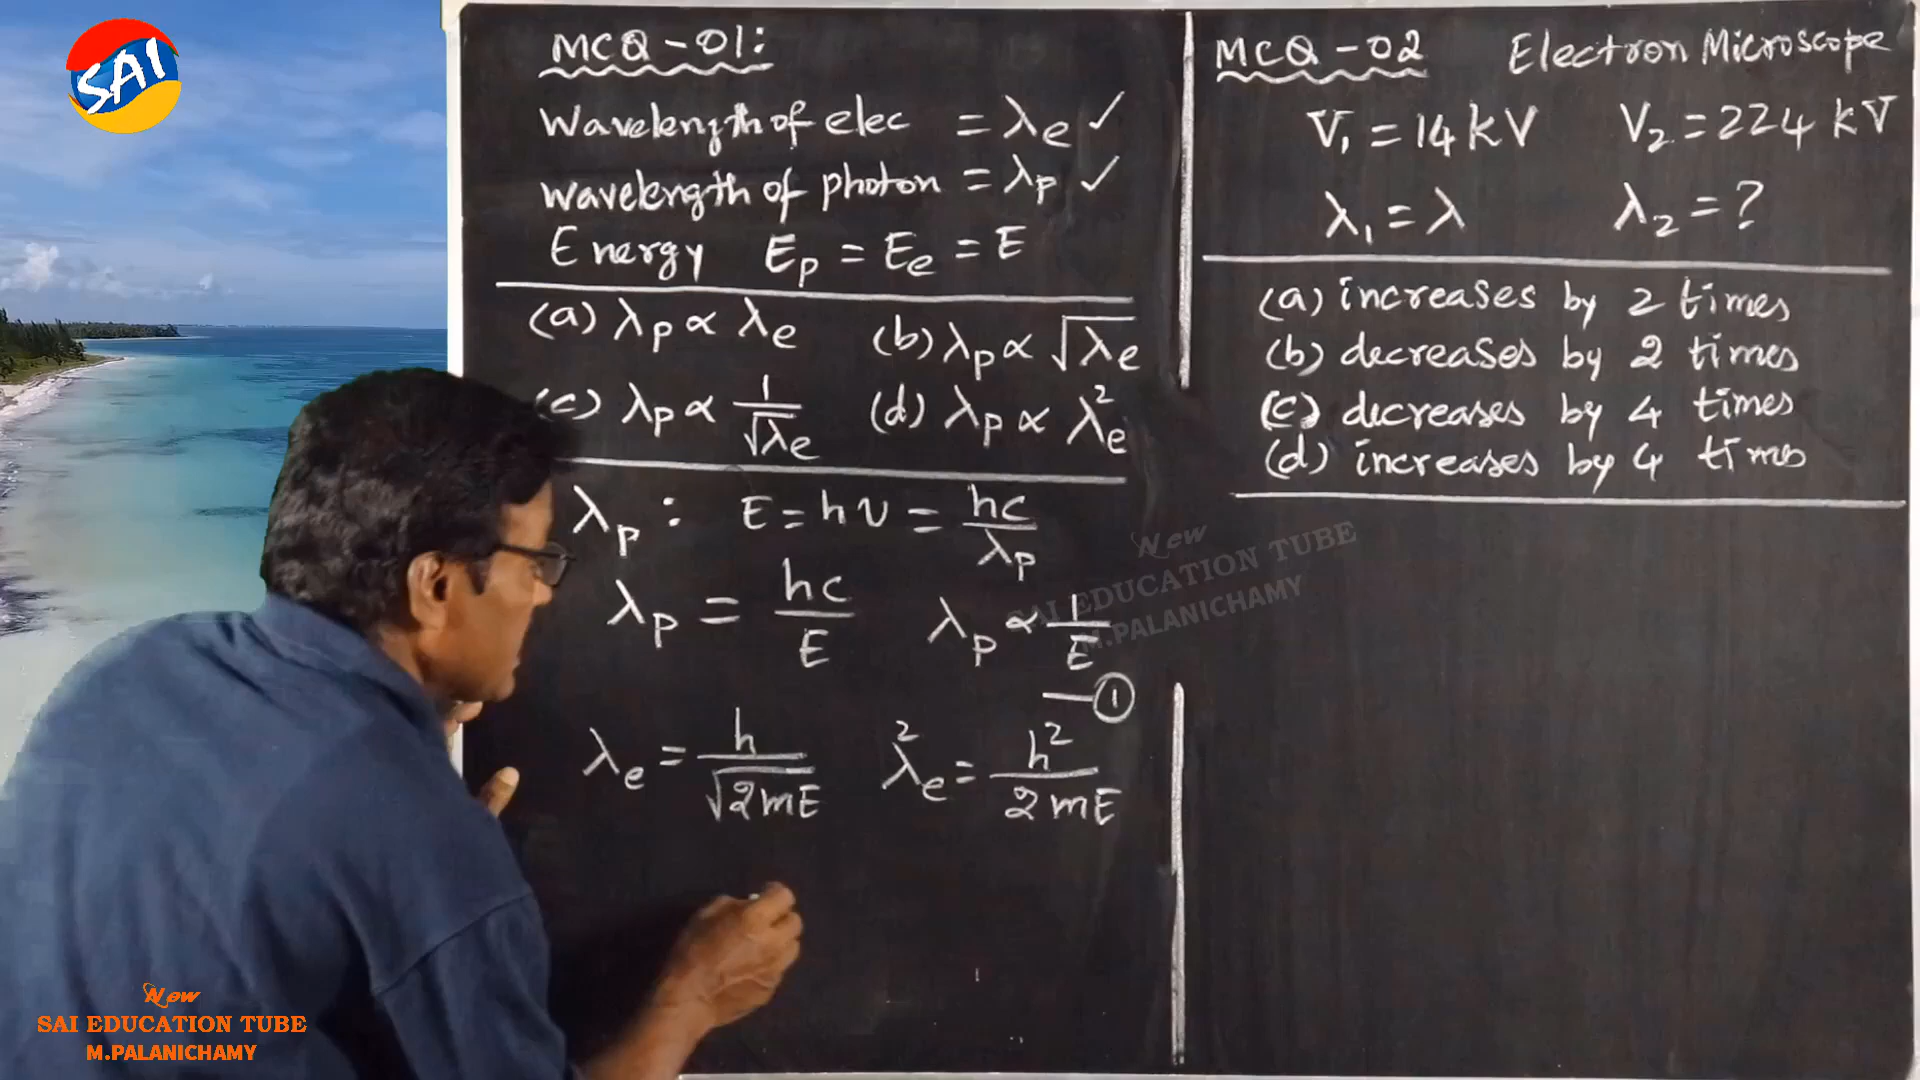 SAI
MCQ - 01:
Wavelength of elec = λe ✓
Wavelength of photon = λp ✓
Energy Ep = Ee = E
(a) λp ∝ λe (b) λp ∝ √λe
(c) λp ∝ 1/√λe (d) λp ∝ λe²
λp : E = hν = hc/λp
λp = hc/E λp ∝ 1/E
—①
λe = h/√2mE λe² = h²/2mE
MCQ - 02 Electron Microscope
V₁ = 14 kV V₂ = 224 kV
λ₁ = λ λ₂ = ?
(a) increases by 2 times
(b) decreases by 2 times
(c) decreases by 4 times
(d) increases by 4 times
New
SAI EDUCATION TUBE
M.PALANICHAMY
New
SAI EDUCATION TUBE
M.PALANICHAMY